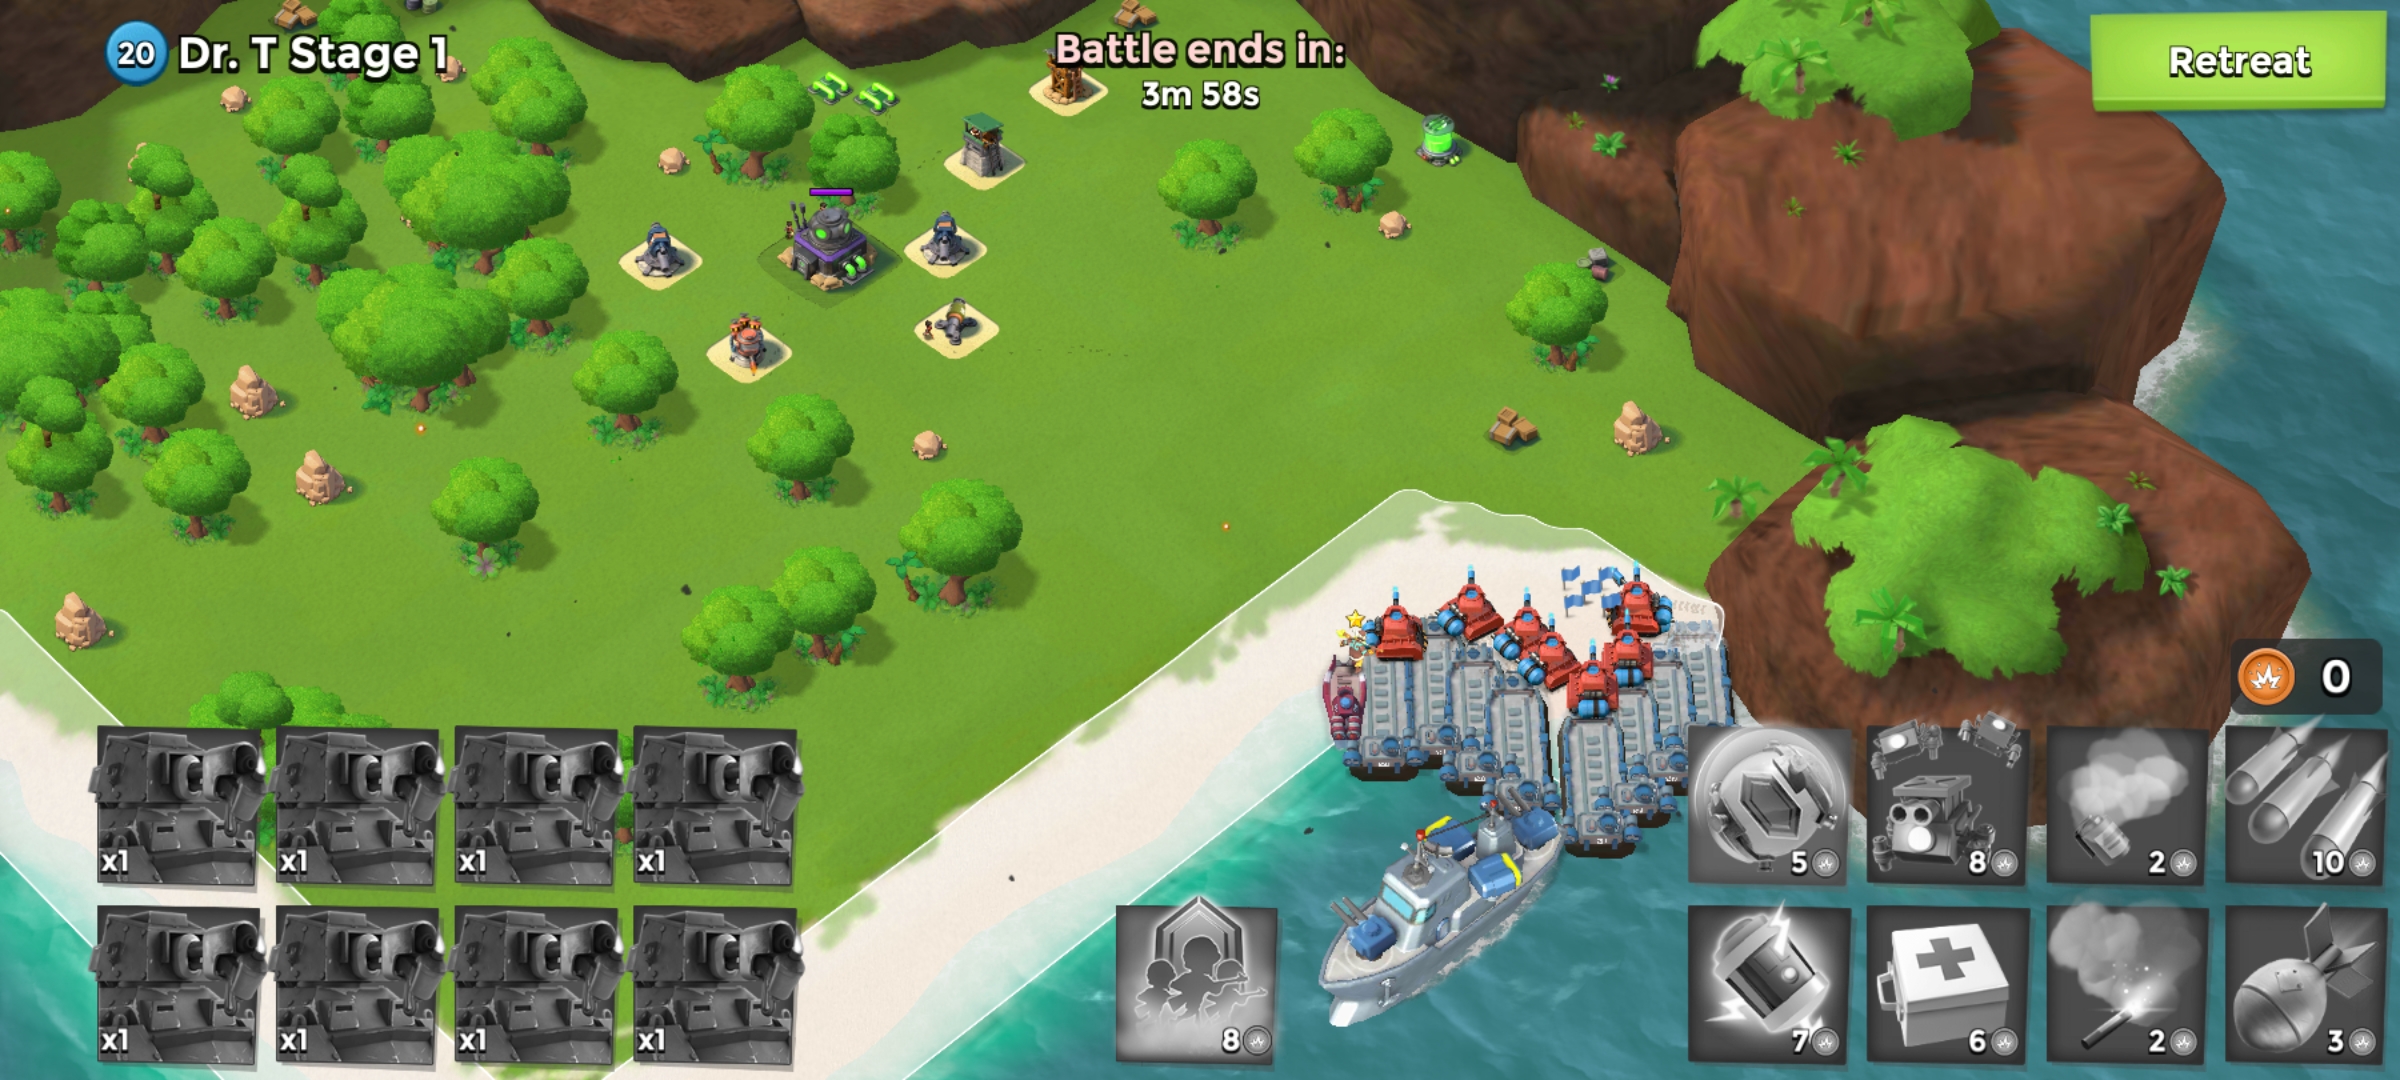 20 Dr. T Stage 1
Battle ends in:
3m 58s
Retreat
0
x1 x1 x1 x1
5 8 2 10
x1 x1 x1 x1
8
7 6 2 3